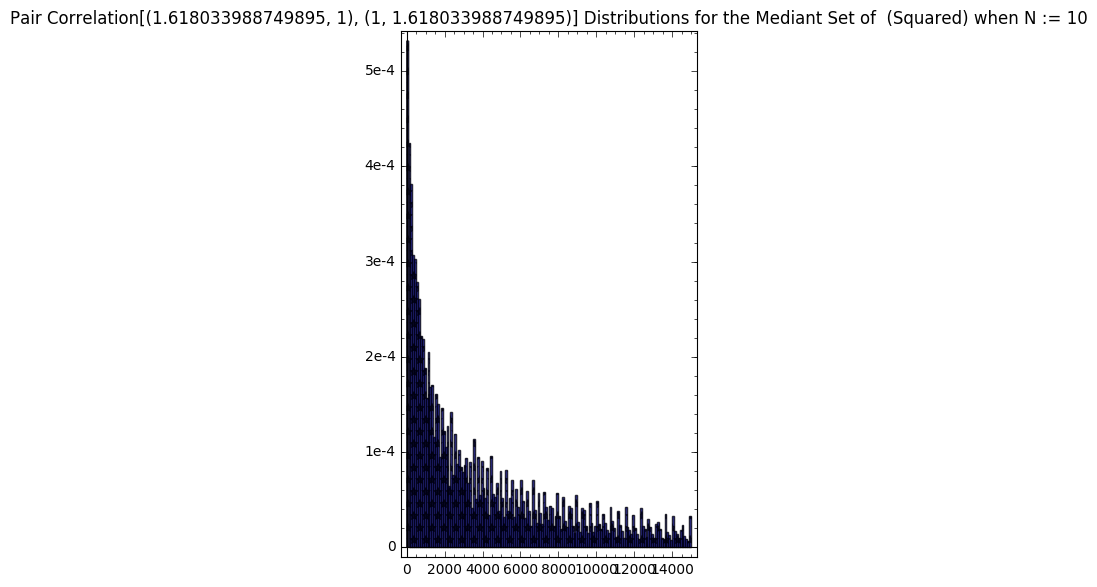 Pair Correlation[(1.618033988749895, 1), (1, 1.618033988749895)] Distributions for the Mediant Set of  (Squared) when N := 10
5e-4
4e-4
3e-4
2e-4
1e-4
0
0 2000 4000 6000 8000 10000 12000 14000